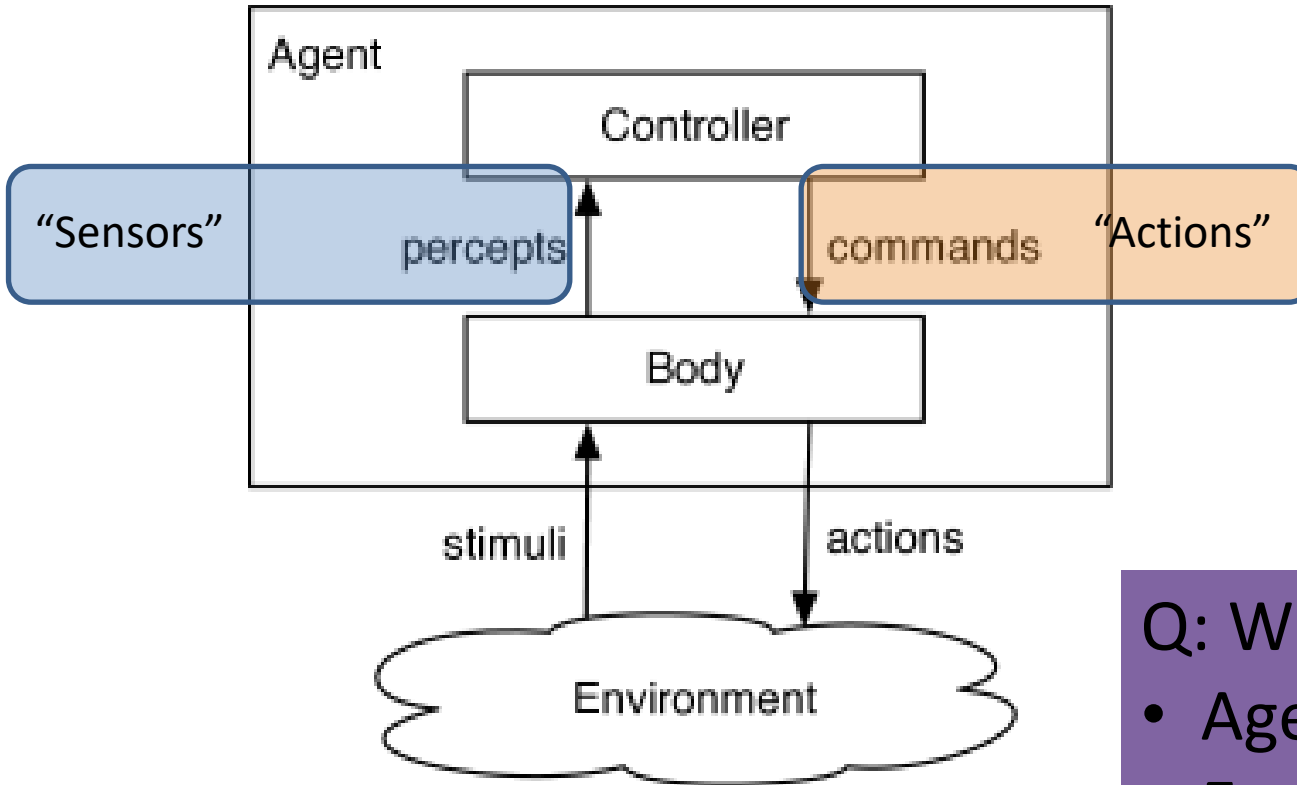 Agent
Controller
“Sensors”
percepts
commands
“Actions”
Body
stimuli
actions
Environment
Q: W
• Age